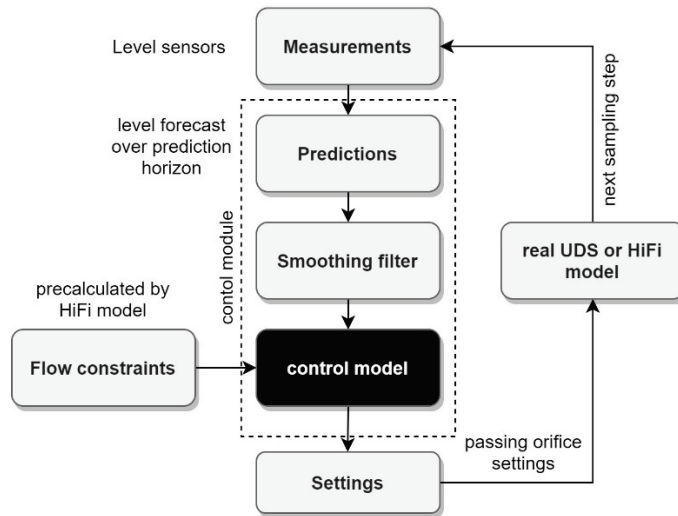 Level sensors
Measurements
level forecast
over prediction
horizon
Predictions
next sampling step
contol module
Smoothing filter
real UDS or HiFi
model
precalculated by
HiFi model
Flow constraints
control model
passing orifice
settings
Settings